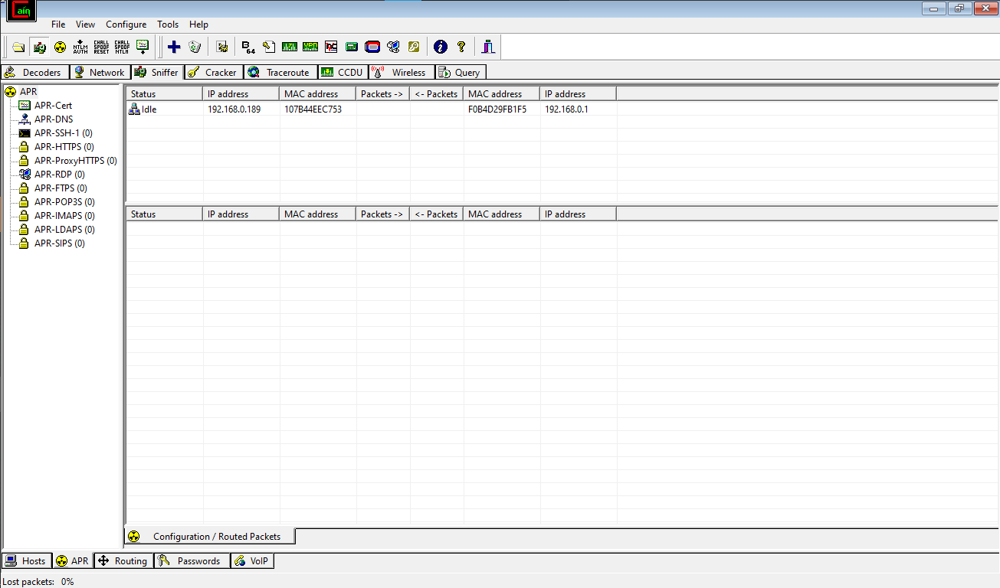 Cain
File View Configure Tools Help
NTLM AUTH CHALL SPOOF RESET CHALL SPOOF NTLM B 64
Decoders Network Sniffer Cracker Traceroute CCDU Wireless Query
APR
APR-Cert
APR-DNS
APR-SSH-1 (0)
APR-HTTPS (0)
APR-ProxyHTTPS (0)
APR-RDP (0)
APR-FTPS (0)
APR-POP3S (0)
APR-IMAPS (0)
APR-LDAPS (0)
APR-SIPS (0)
Status IP address MAC address Packets -> <- Packets MAC address IP address
Idle 192.168.0.189 107B44EEC753 F0B4D29FB1F5 192.168.0.1
Status IP address MAC address Packets -> <- Packets MAC address IP address
Configuration / Routed Packets
Hosts APR Routing Passwords VoIP
Lost packets: 0%